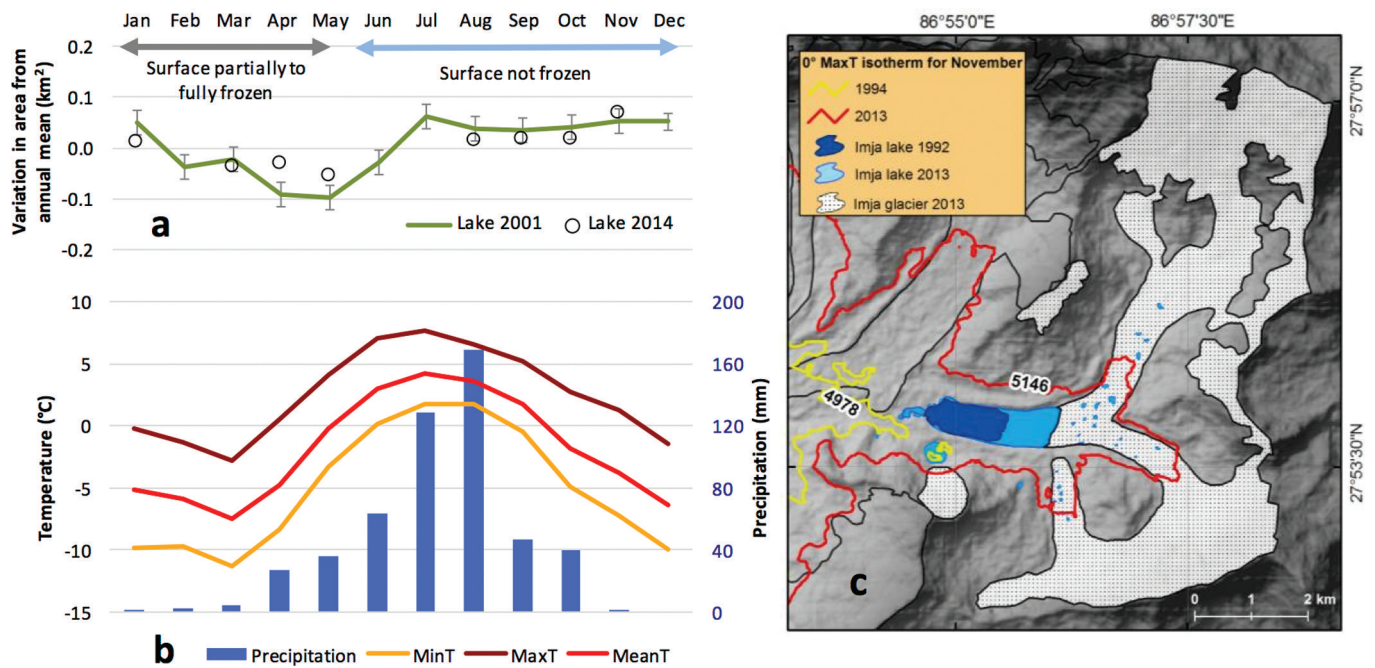 Jan Feb Mar Apr May Jun Jul Aug Sep Oct Nov Dec
Variation in area from
annual mean (km²)
0.2
0.1
0.0
-0.1
-0.2
Surface partially to
fully frozen
Surface not frozen
a
Lake 2001
Lake 2014
Temperature (°C)
10
5
0
-5
-10
-15
Precipitation (mm)
200
160
120
80
40
0
b
Precipitation
MinT
MaxT
MeanT
86°55'0"E
86°57'30"E
27°57'0"N
27°53'30"N
0° MaxT isotherm for November
1994
2013
Imja lake 1992
Imja lake 2013
Imja glacier 2013
5146
4978
c
0 1 2 km